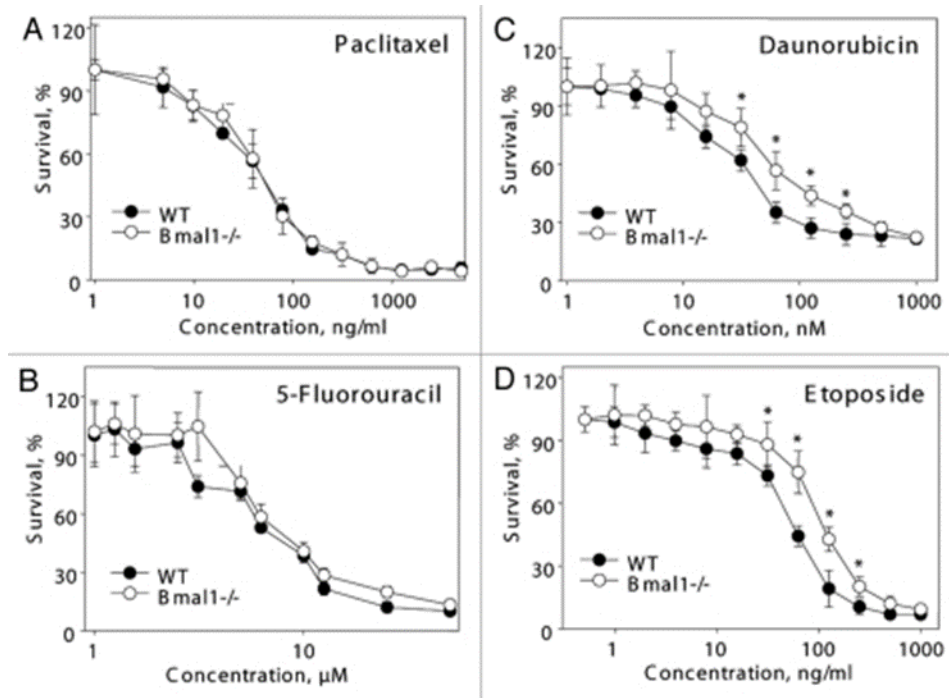 A
Paclitaxel
120
90
60
30
0
Survival, %
WT
Bmal1-/-
1
10
100
1000
Concentration, ng/ml
C
Daunorubicin
120
90
60
30
0
Survival, %
*
*
*
*
WT
Bmal1-/-
1
10
100
1000
Concentration, nM
B
5-Fluorouracil
120
90
60
30
0
Survival, %
WT
Bmal1-/-
1
10
Concentration, µM
D
Etoposide
120
90
60
30
0
Survival, %
*
*
*
*
WT
Bmal1-/-
1
10
100
1000
Concentration, ng/ml